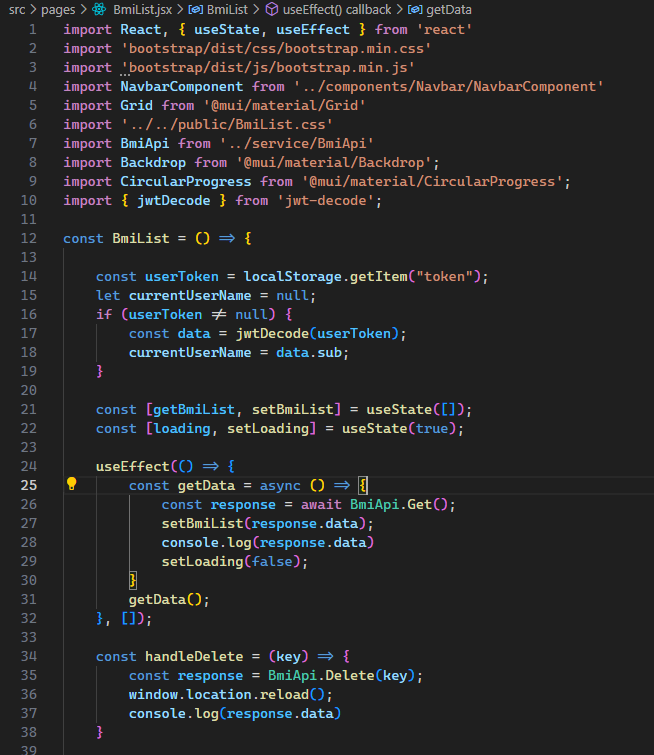 src > pages > BmiList.jsx > BmiList > useEffect() callback > getData
1 import React, { useState, useEffect } from 'react'
2 import 'bootstrap/dist/css/bootstrap.min.css'
3 import 'bootstrap/dist/js/bootstrap.min.js'
4 import NavbarComponent from '../components/Navbar/NavbarComponent'
5 import Grid from '@mui/material/Grid'
6 import '../../public/BmiList.css'
7 import BmiApi from '../service/BmiApi'
8 import Backdrop from '@mui/material/Backdrop';
9 import CircularProgress from '@mui/material/CircularProgress';
10 import { jwtDecode } from 'jwt-decode';
11
12 const BmiList = () => {
13
14 const userToken = localStorage.getItem("token");
15 let currentUserName = null;
16 if (userToken != null) {
17 const data = jwtDecode(userToken);
18 currentUserName = data.sub;
19 }
20
21 const [getBmiList, setBmiList] = useState([]);
22 const [loading, setLoading] = useState(true);
23
24 useEffect(() => {
25 const getData = async () => {
26 const response = await BmiApi.Get();
27 setBmiList(response.data);
28 console.log(response.data)
29 setLoading(false);
30 }
31 getData();
32 }, []);
33
34 const handleDelete = (key) => {
35 const response = BmiApi.Delete(key);
36 window.location.reload();
37 console.log(response.data)
38 }
39